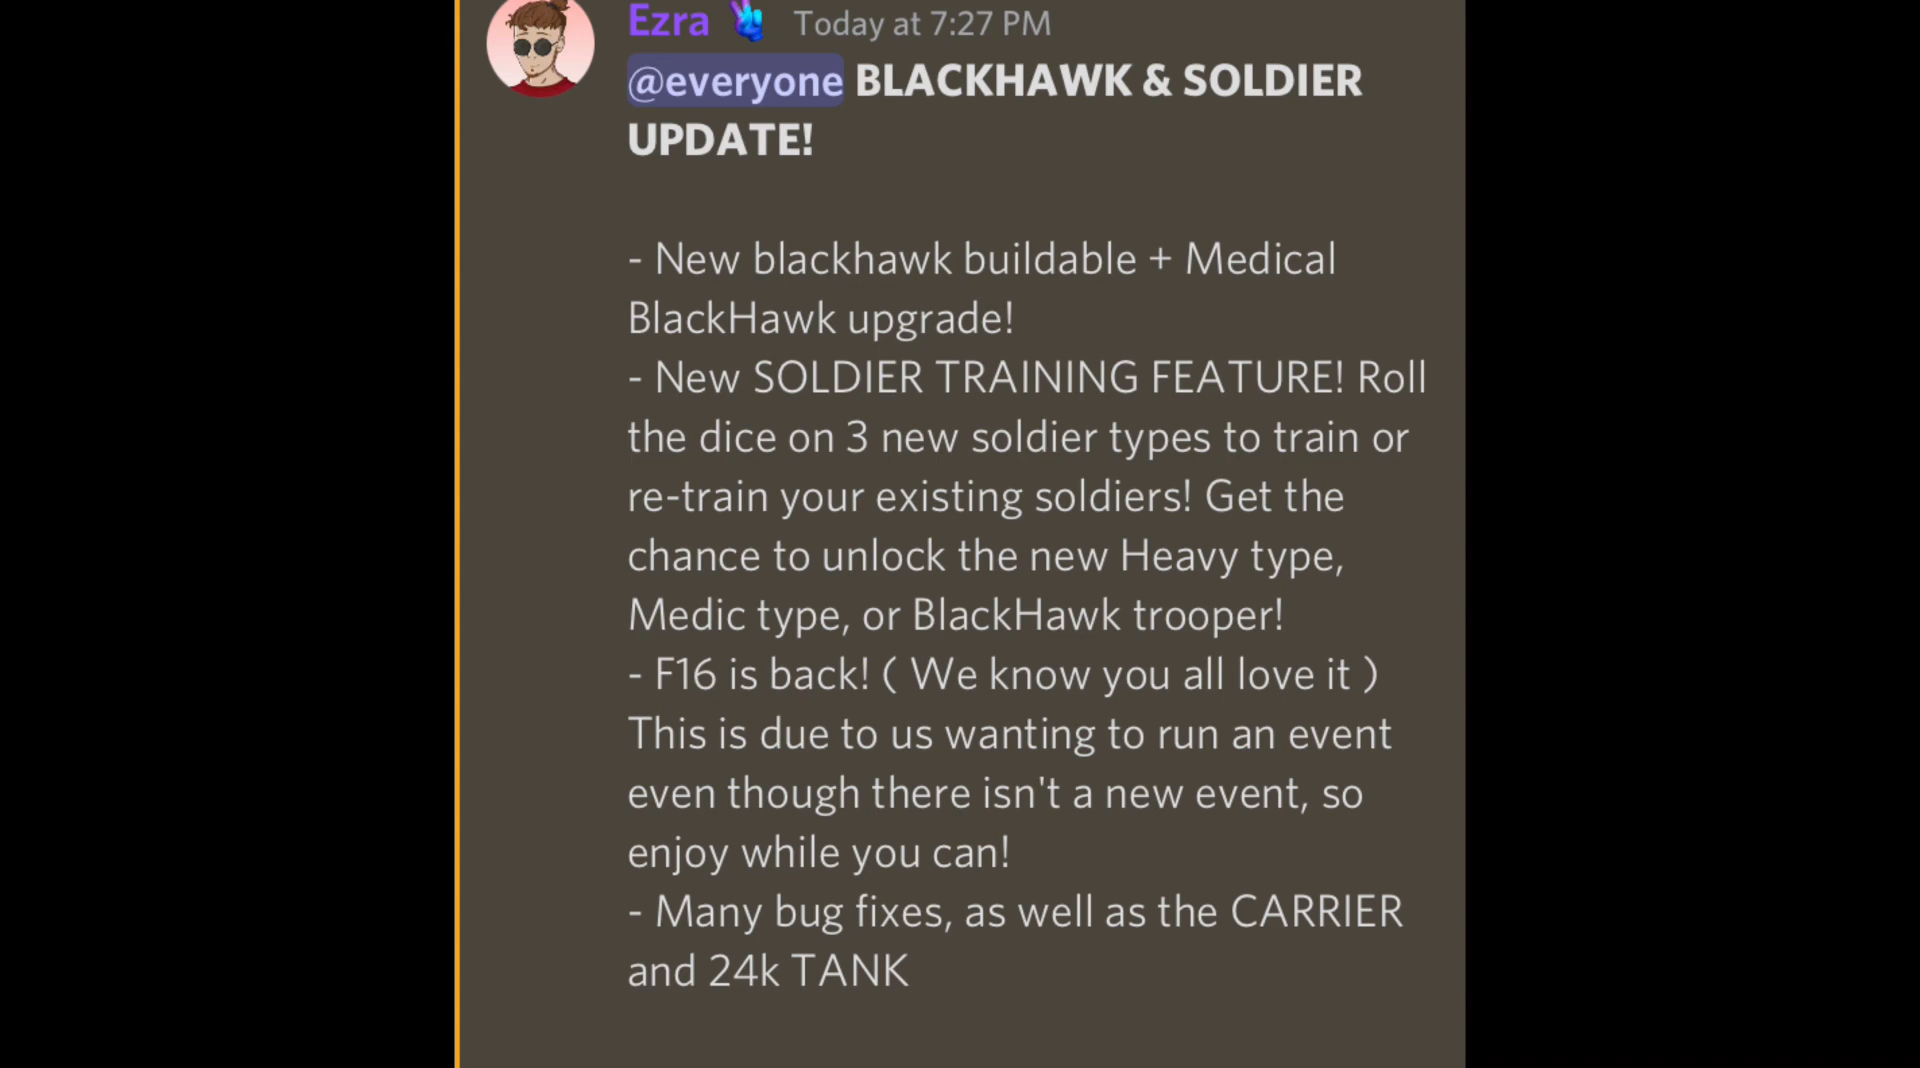 Ezra Today at 7:27 PM
@everyone BLACKHAWK & SOLDIER
UPDATE!
- New blackhawk buildable + Medical
BlackHawk upgrade!
- New SOLDIER TRAINING FEATURE! Roll
the dice on 3 new soldier types to train or
re-train your existing soldiers! Get the
chance to unlock the new Heavy type,
Medic type, or BlackHawk trooper!
- F16 is back! ( We know you all love it )
This is due to us wanting to run an event
even though there isn't a new event, so
enjoy while you can!
- Many bug fixes, as well as the CARRIER
and 24k TANK